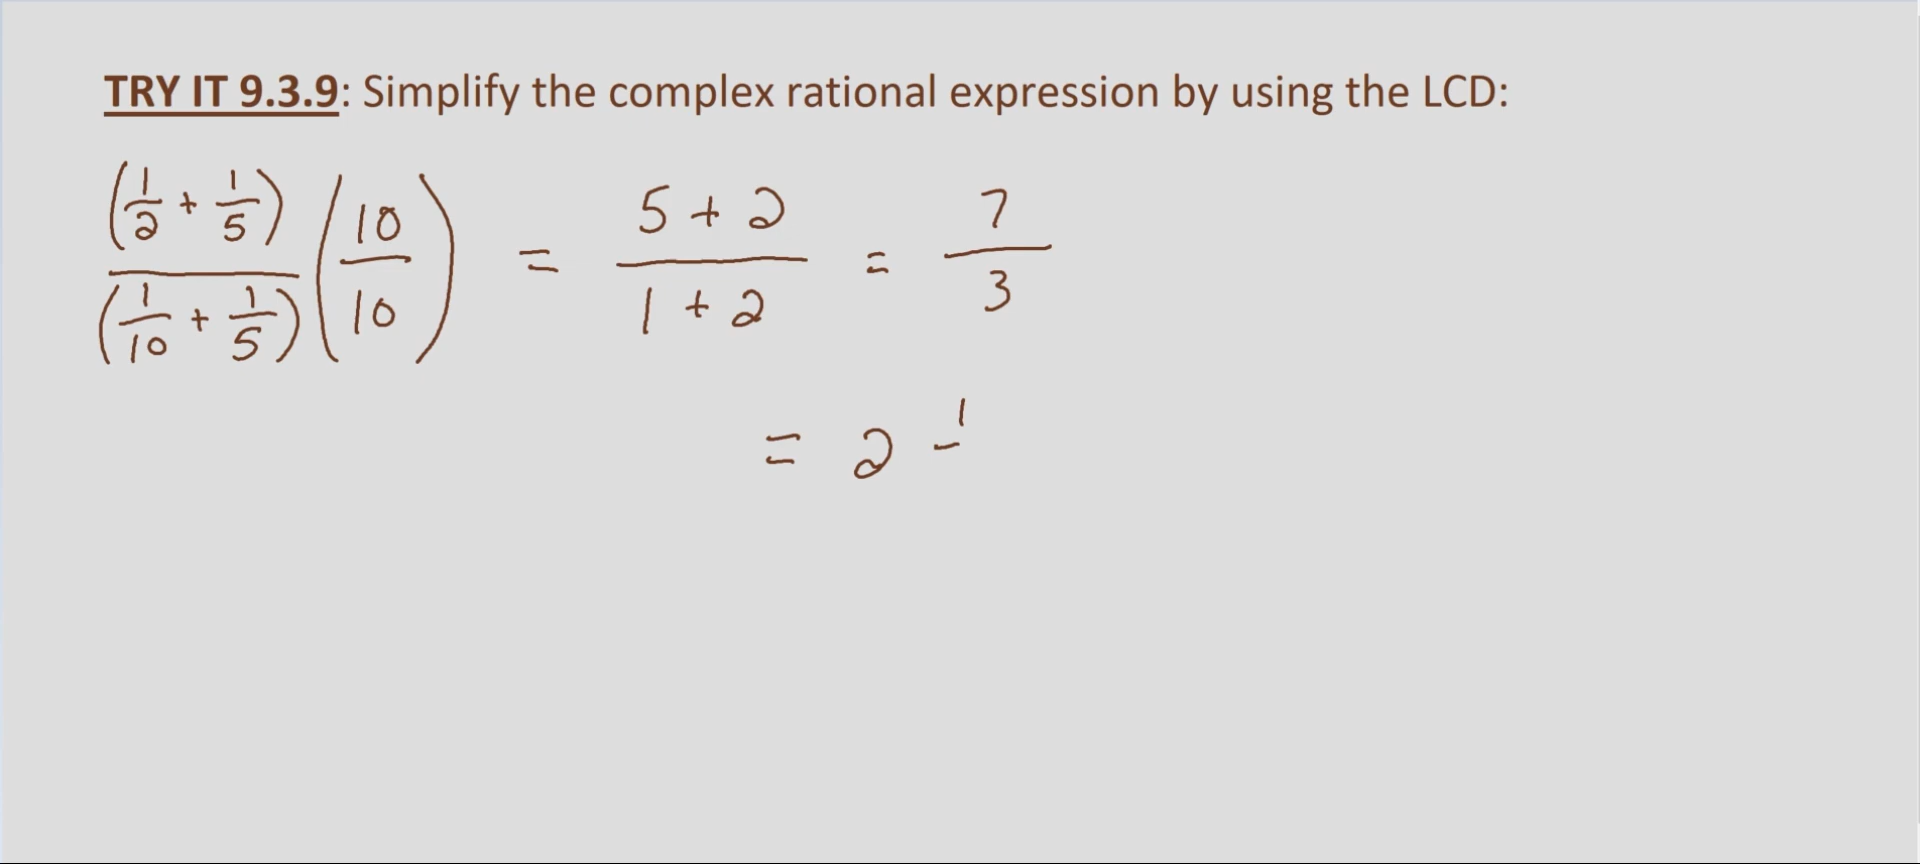 TRY IT 9.3.9: Simplify the complex rational expression by using the LCD:
(1/2 + 1/5)/(1/10 + 1/5) (10/10) = (5 + 2)/(1 + 2) = 7/3
= 2 1